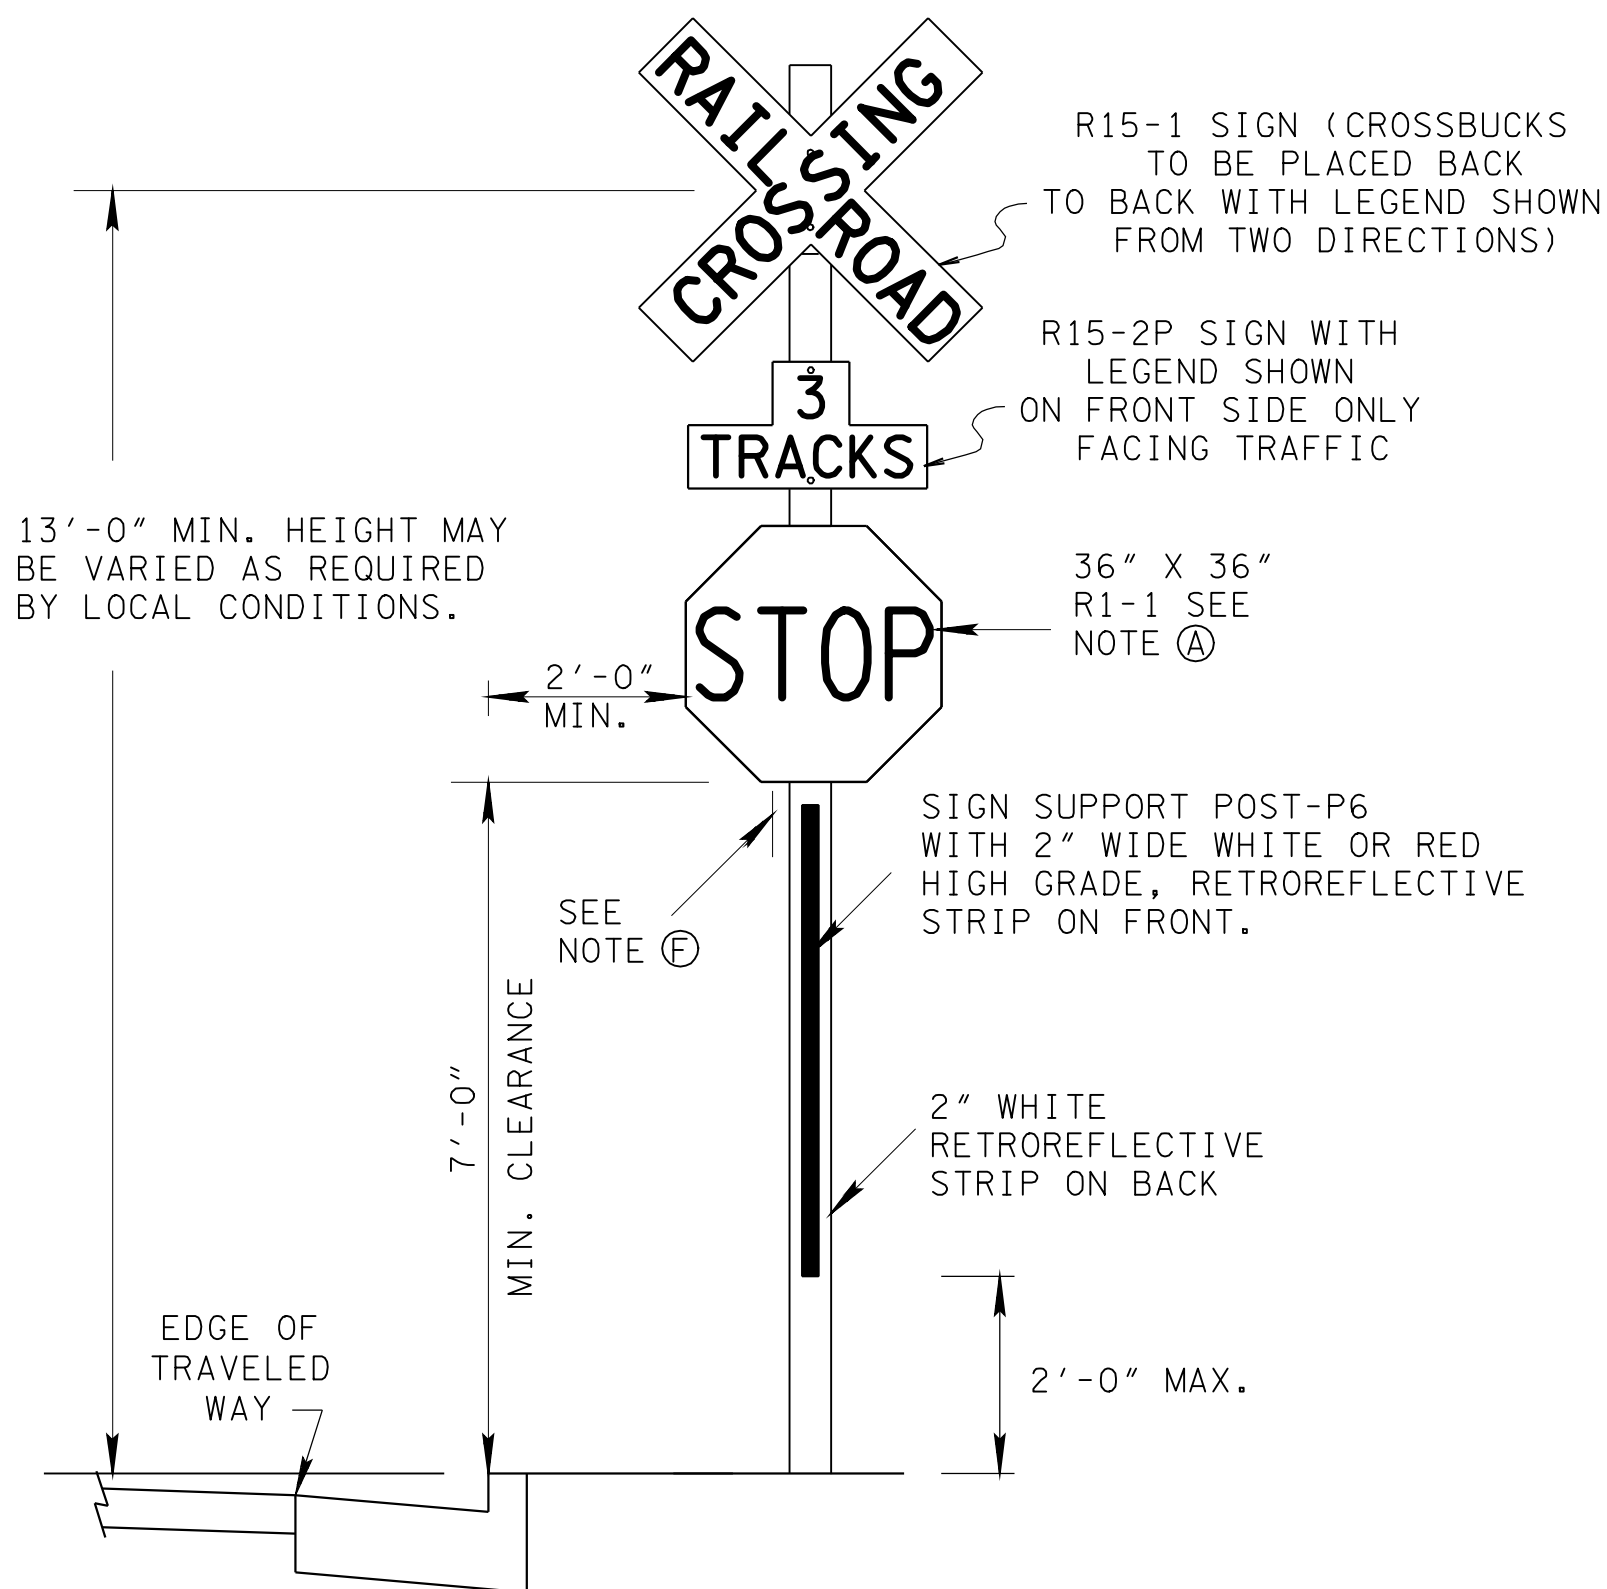 RAILROAD
CROSSING
R15-1 SIGN (CROSSBUCKS
TO BE PLACED BACK
TO BACK WITH LEGEND SHOWN
FROM TWO DIRECTIONS)
R15-2P SIGN WITH
LEGEND SHOWN
ON FRONT SIDE ONLY
FACING TRAFFIC
3
TRACKS
13'-0" MIN. HEIGHT MAY
BE VARIED AS REQUIRED
BY LOCAL CONDITIONS.
36" X 36"
R1-1 SEE
NOTE A
STOP
2'-0"
MIN.
SIGN SUPPORT POST-P6
WITH 2" WIDE WHITE OR RED
HIGH GRADE, RETROREFLECTIVE
STRIP ON FRONT.
SEE
NOTE F
7'-0"
MIN. CLEARANCE
2" WHITE
RETROREFLECTIVE
STRIP ON BACK
EDGE OF
TRAVELED
WAY
2'-0" MAX.